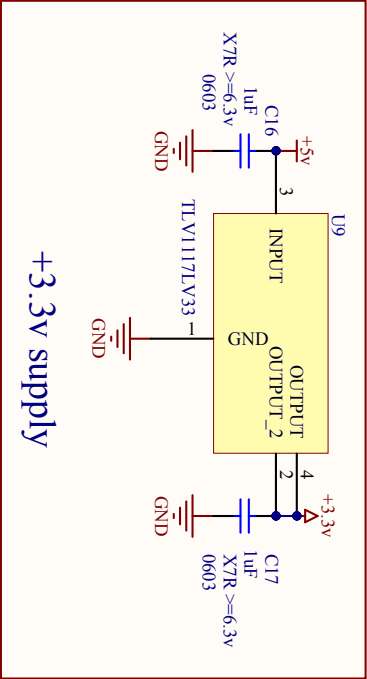 U9
+5v
3
INPUT
OUTPUT
4
+3.3v
OUTPUT_2
2
C16
1uF
X7R >=6.3v
0603
GND
TLV1117LV33
GND
1
GND
C17
1uF
X7R >=6.3v
0603
GND
+3.3v supply